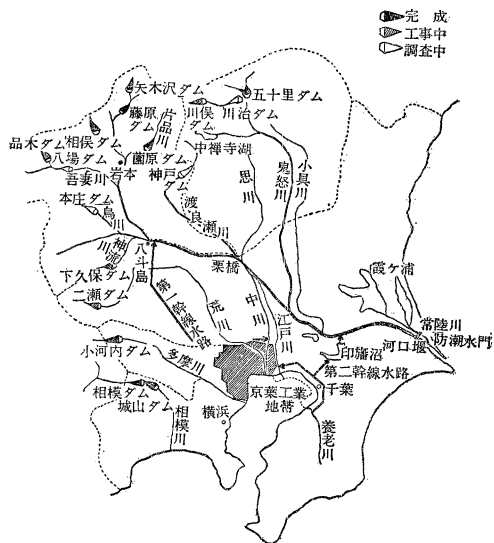 完成
工事中
調査中
矢木沢ダム
藤原ダム
片品川
川俣ダム
川治ダム
五十里ダム
品木ダム
相俣ダム
八場ダム
薗原ダム
神戸ダム
中禅寺湖
吾妻川
岩本
思川
鬼怒川
小貝川
本庄ダム
烏川
渡良瀬川
神流川
八斗島
栗橋
霞ケ浦
下久保ダム
二瀬ダム
第一幹線水路
荒川
中川
江戸川
常陸川
防潮水門
河口堰
印旛沼
第二幹線水路
小河内ダム
多摩川
京葉工業地帯
千葉
相模ダム
城山ダム
相模川
横浜
養老川